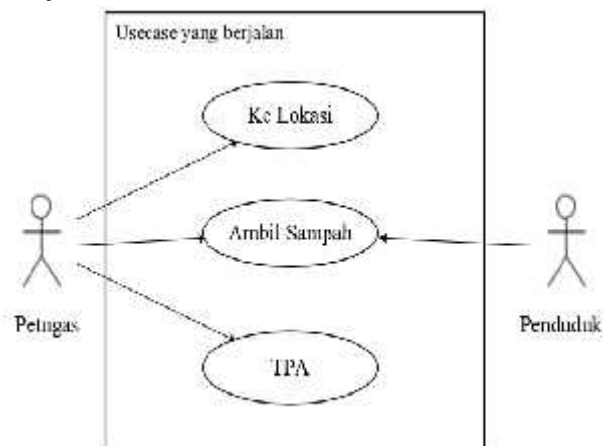 Usecase yang berjalan
Ke Lokasi
Ambil Sampah
Petugas
Penduduk
TPA